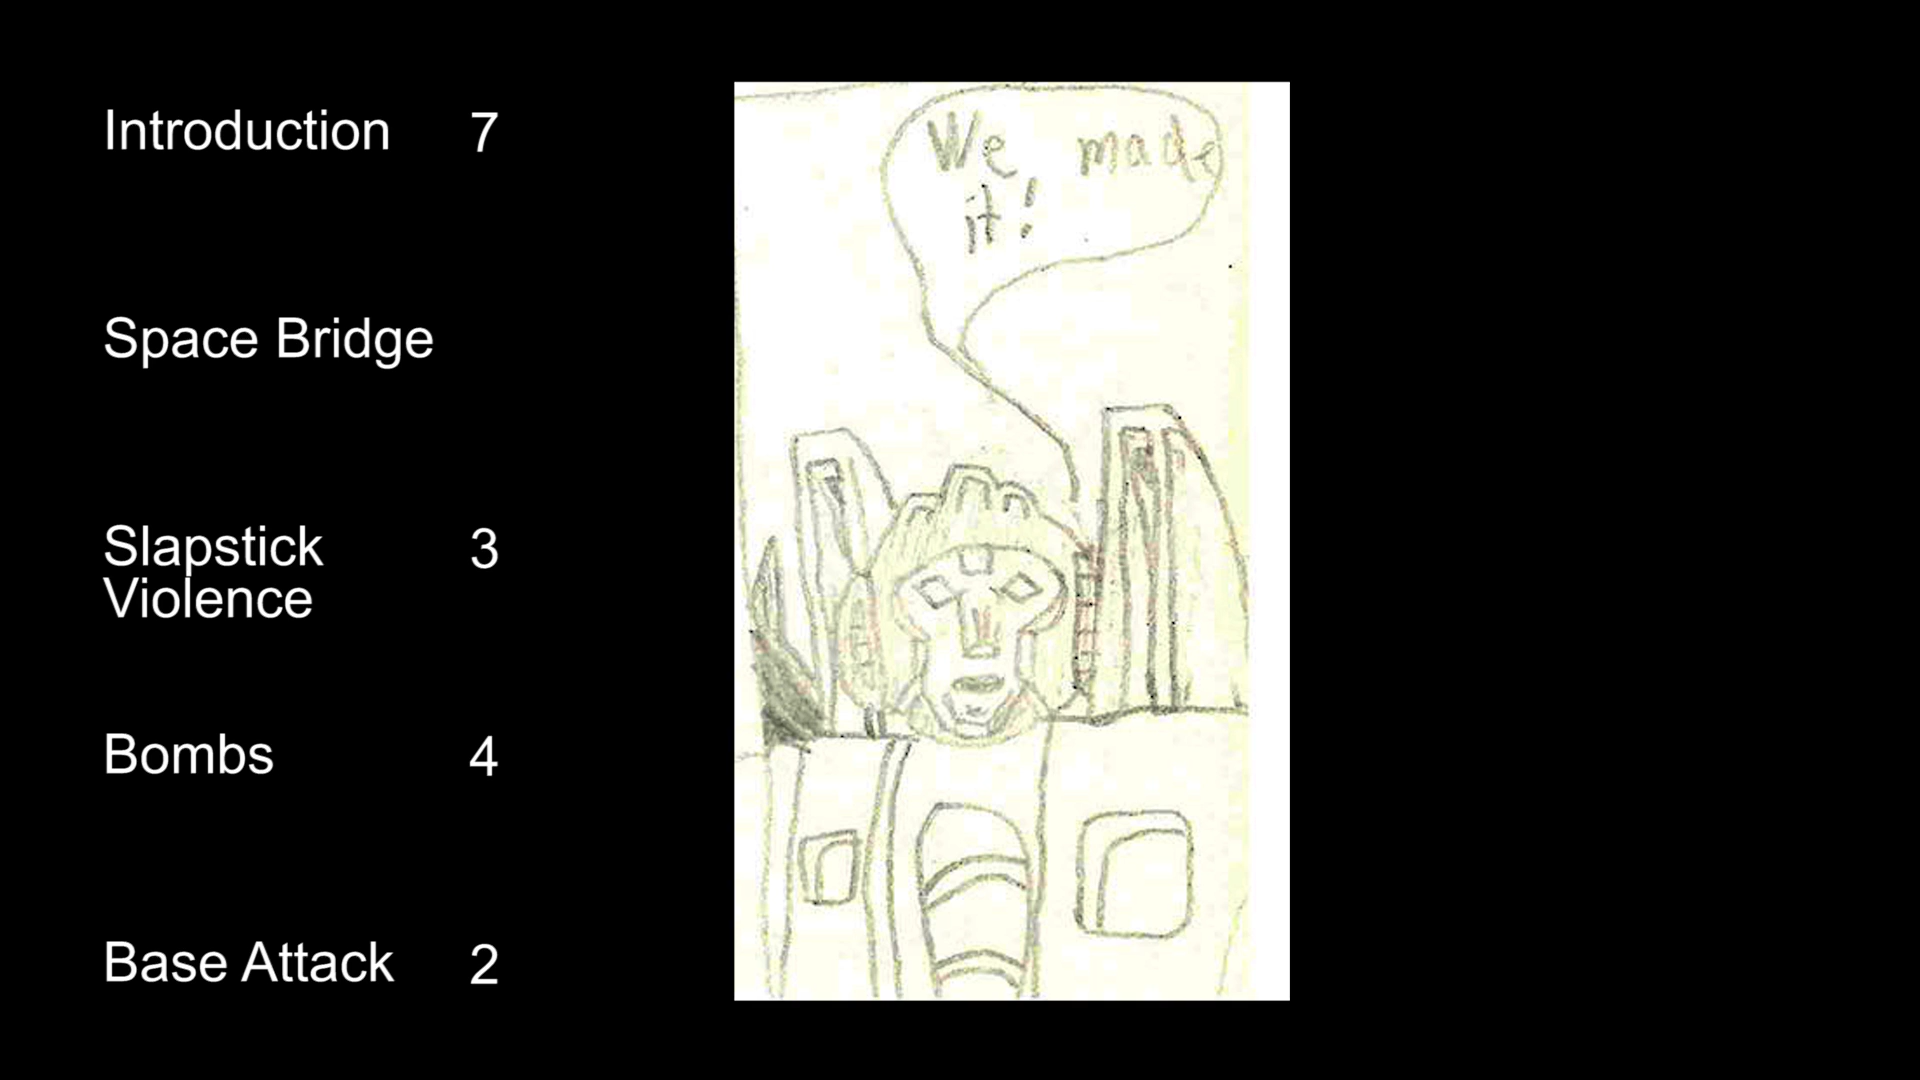 Introduction 7
Space Bridge
Slapstick 3
Violence
Bombs 4
Base Attack 2
We made
it!